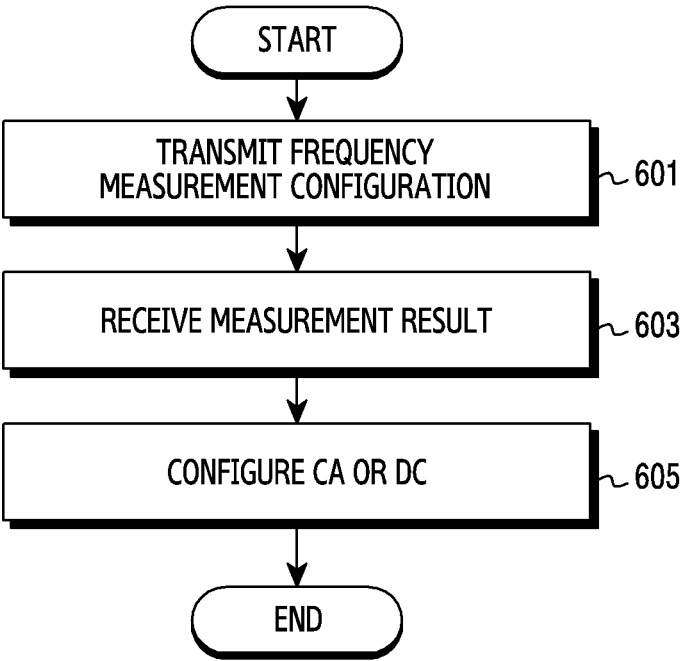 START
TRANSMIT FREQUENCY
MEASUREMENT CONFIGURATION
601
RECEIVE MEASUREMENT RESULT
603
CONFIGURE CA OR DC
605
END